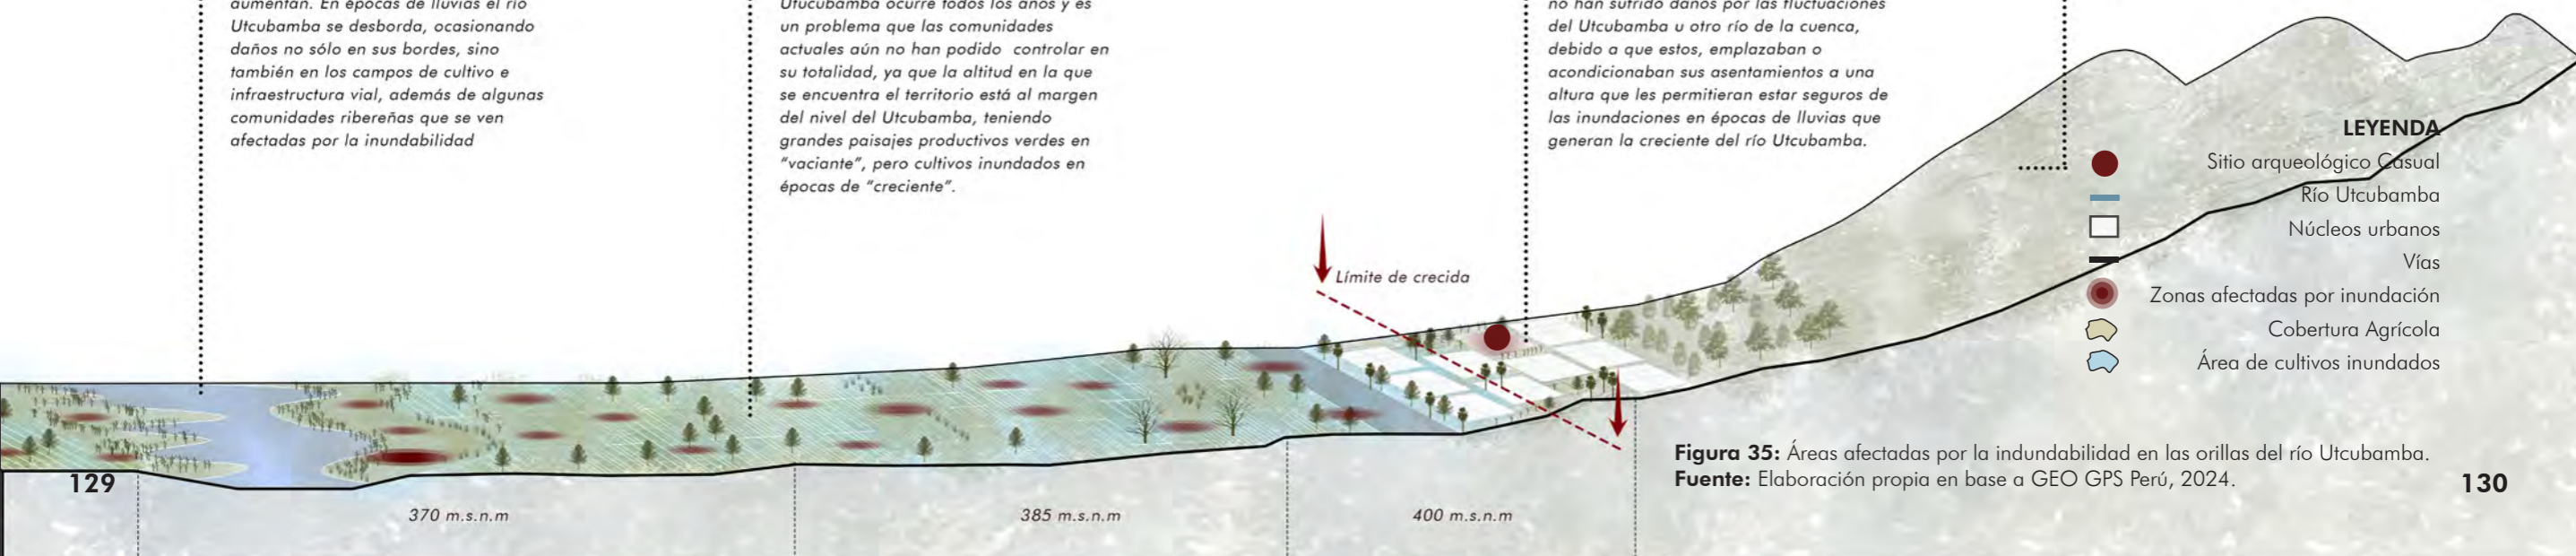 aumentan. En épocas de lluvias el río
Utcubamba se desborda, ocasionando
daños no sólo en sus bordes, sino
también en los campos de cultivo e
infraestructura vial, además de algunas
comunidades ribereñas que se ven
afectadas por la inundabilidad
Utucubamba ocurre todos los años y es
un problema que las comunidades
actuales aún no han podido controlar en
su totalidad, ya que la altitud en la que
se encuentra el territorio está al margen
del nivel del Utcubamba, teniendo
grandes paisajes productivos verdes en
“vaciante”, pero cultivos inundados en
épocas de “creciente”.
no han sufrido daños por las fluctuaciones
del Utcubamba u otro río de la cuenca,
debido a que estos, emplazaban o
acondicionaban sus asentamientos a una
altura que les permitieran estar seguros de
las inundaciones en épocas de lluvias que
generan la creciente del río Utcubamba.
Límite de crecida
LEYENDA
Sitio arqueológico Casual
Río Utcubamba
Núcleos urbanos
Vías
Zonas afectadas por inundación
Cobertura Agrícola
Área de cultivos inundados
Figura 35: Áreas afectadas por la indundabilidad en las orillas del río Utcubamba.
Fuente: Elaboración propia en base a GEO GPS Perú, 2024.
129
130
370 m.s.n.m
385 m.s.n.m
400 m.s.n.m